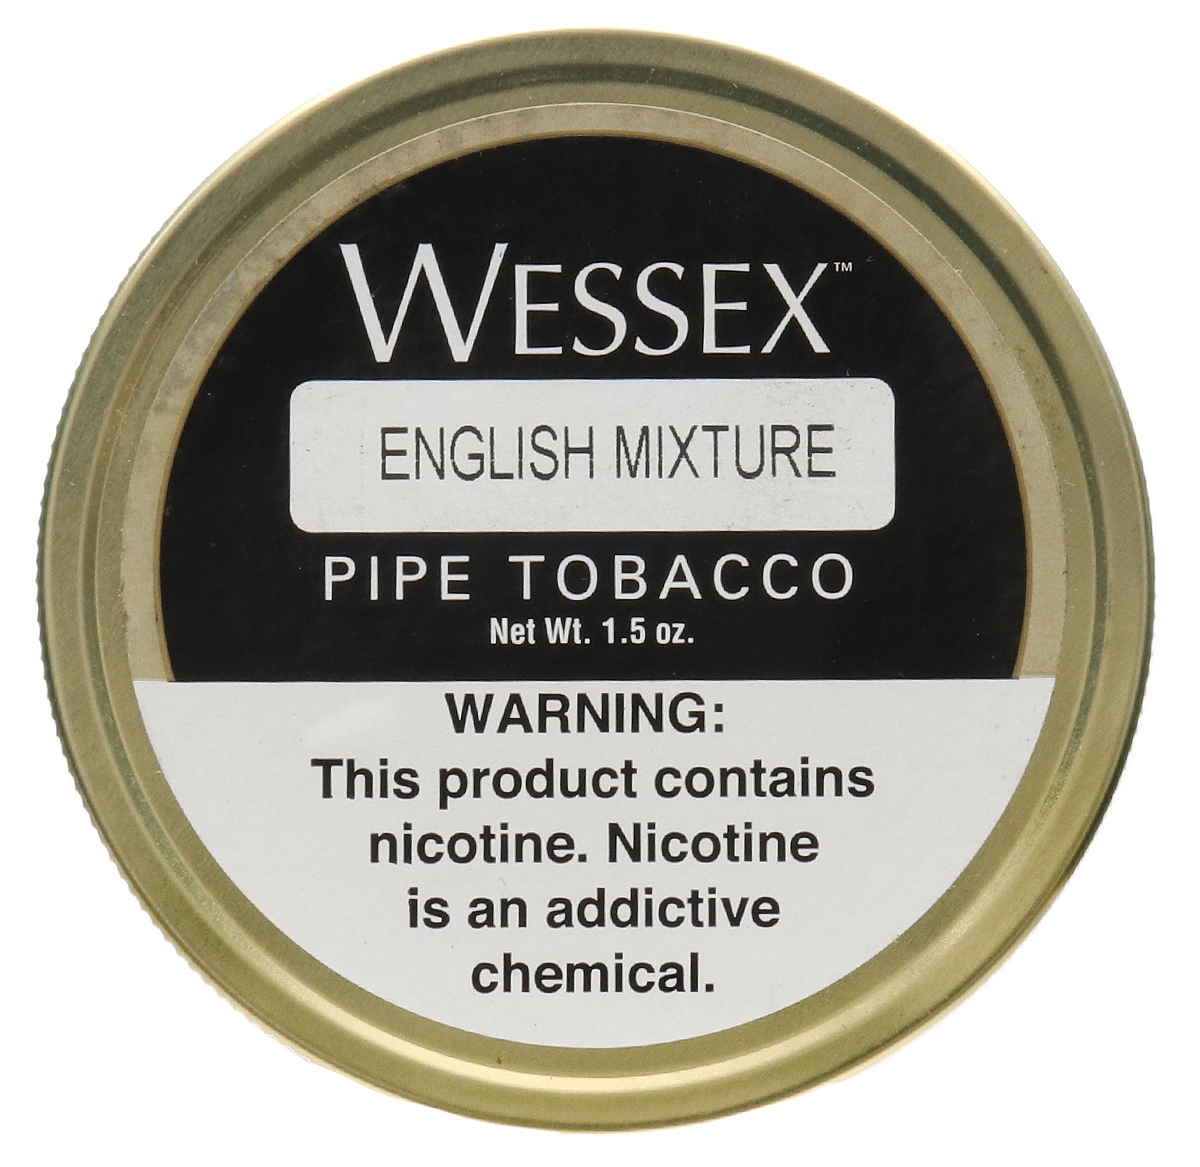 WESSEX™
ENGLISH MIXTURE
PIPE TOBACCO
Net Wt. 1.5 oz.
WARNING:
This product contains
nicotine. Nicotine
is an addictive
chemical.